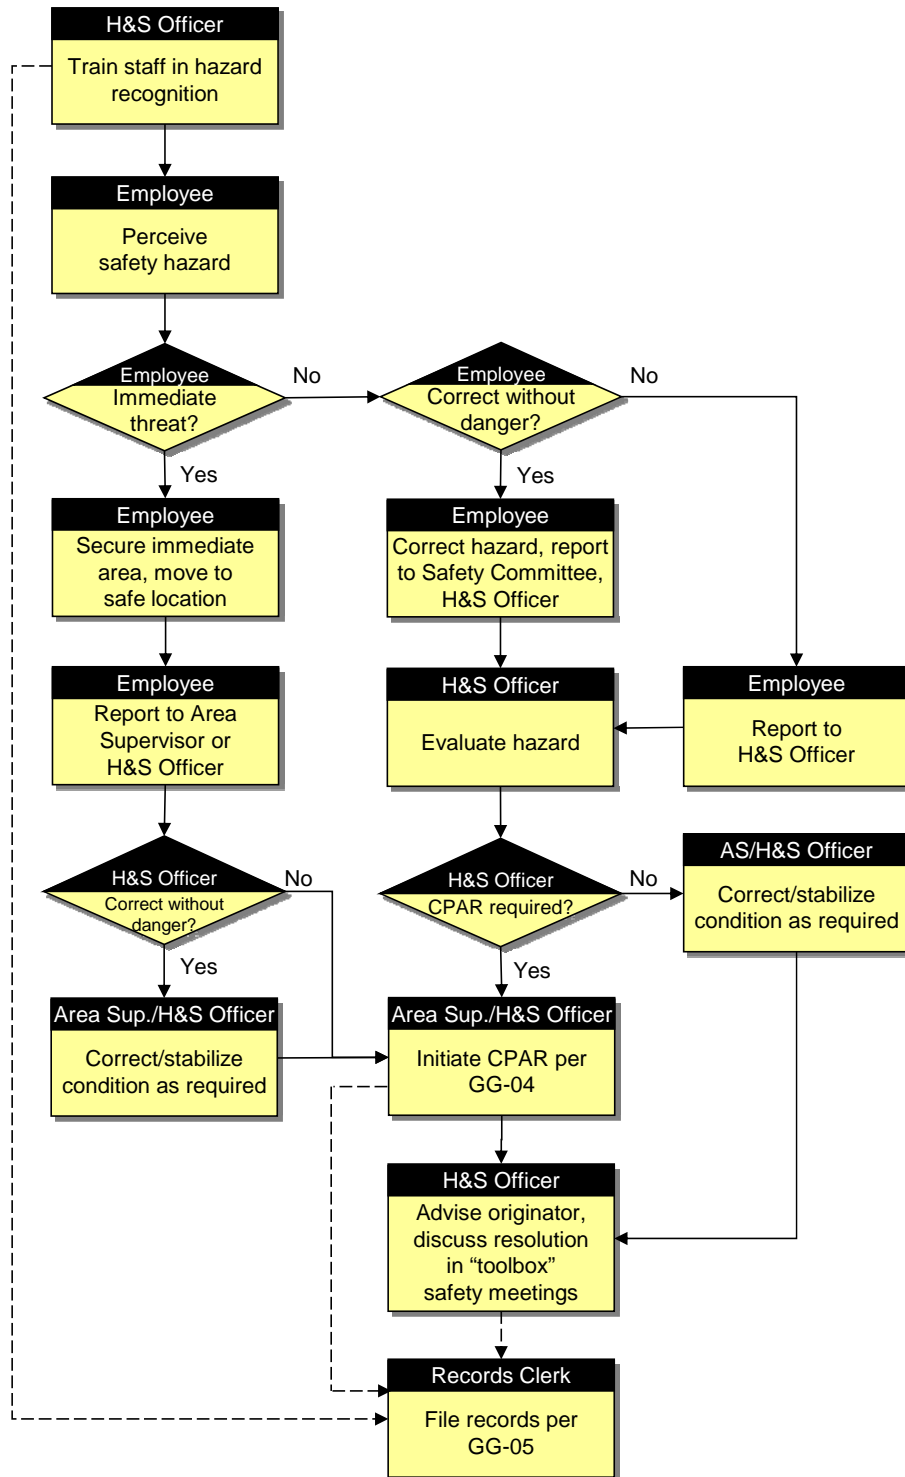 H&S Officer
Train staff in hazard
recognition
Employee
Perceive
safety hazard
Employee
Immediate
threat?
No
Yes
Employee
Correct without
danger?
No
Yes
Employee
Secure immediate
area, move to
safe location
Employee
Correct hazard, report
to Safety Committee,
H&S Officer
Employee
Report to Area
Supervisor or
H&S Officer
H&S Officer
Evaluate hazard
Employee
Report to
H&S Officer
H&S Officer
Correct without
danger?
No
Yes
H&S Officer
CPAR required?
No
Yes
AS/H&S Officer
Correct/stabilize
condition as required
Area Sup./H&S Officer
Correct/stabilize
condition as required
Area Sup./H&S Officer
Initiate CPAR per
GG-04
H&S Officer
Advise originator,
discuss resolution
in “toolbox”
safety meetings
Records Clerk
File records per
GG-05